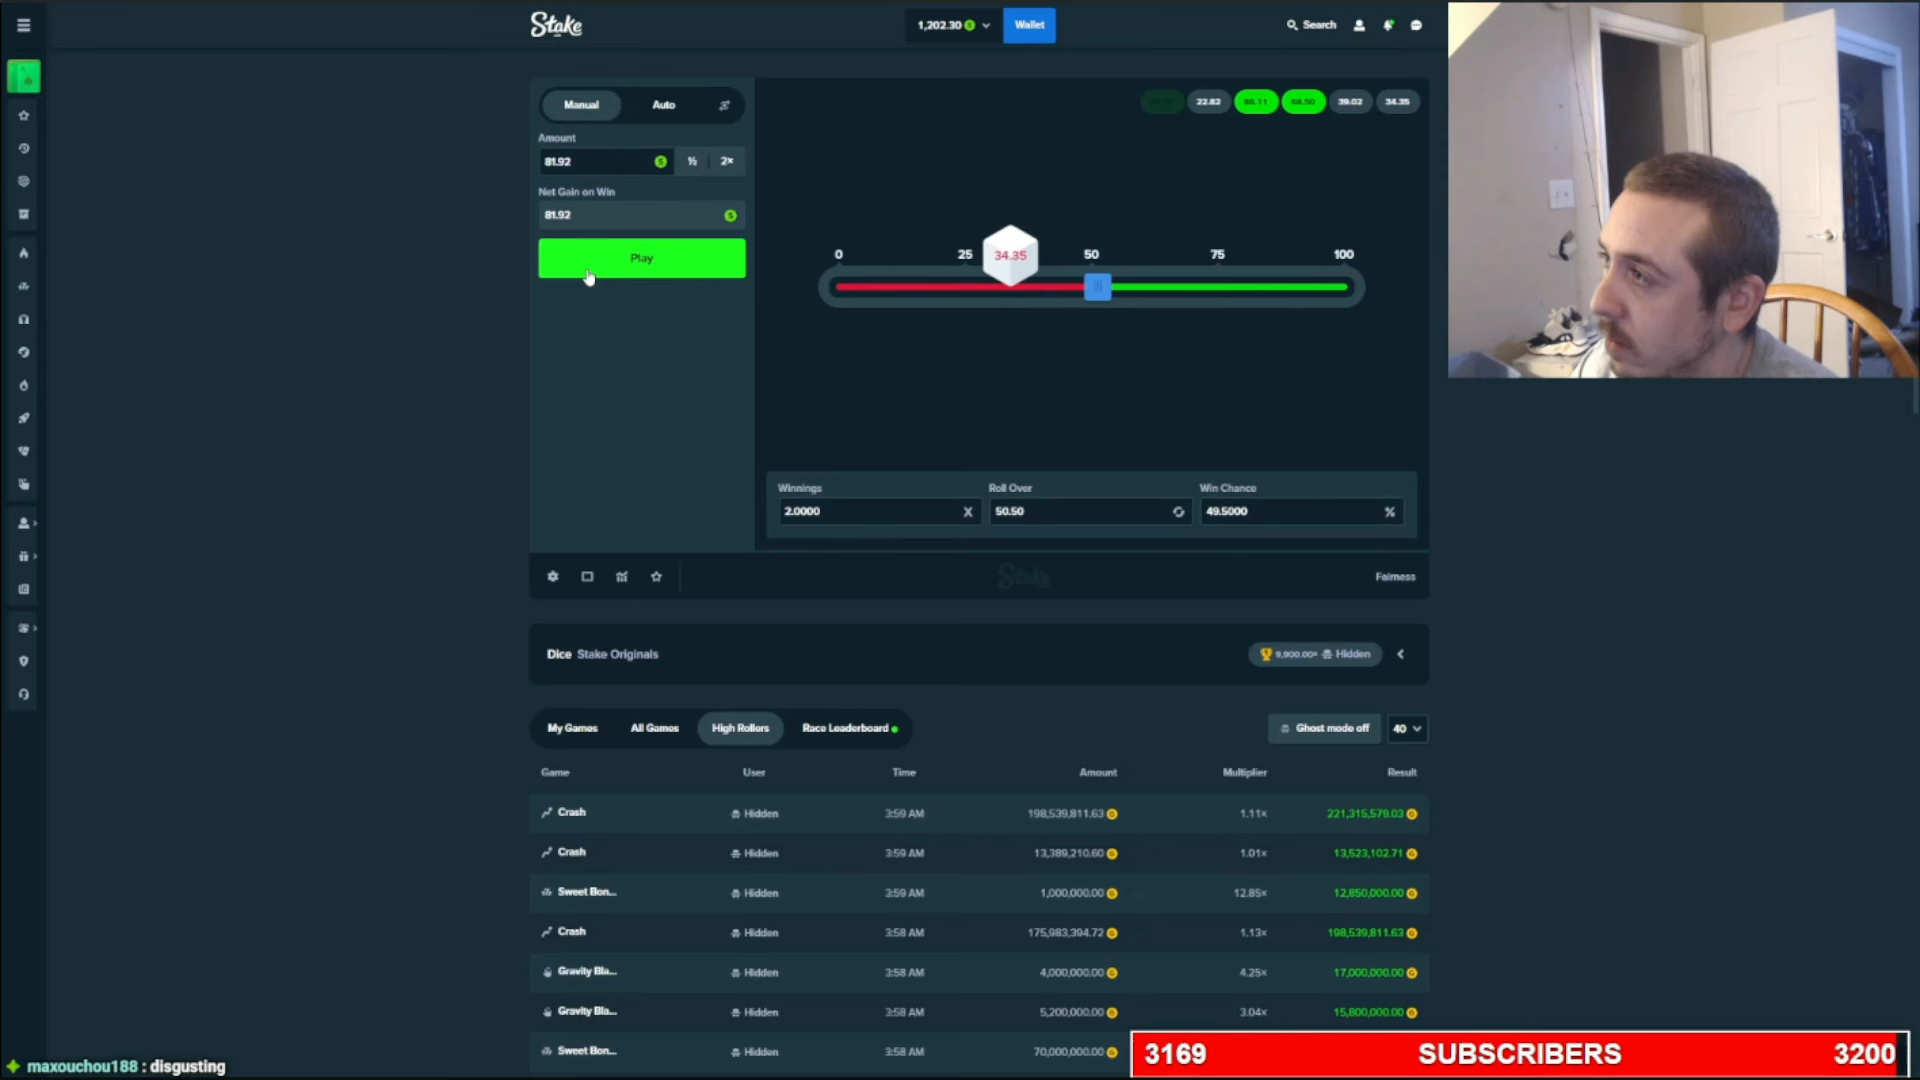 Stake
1,202.30
Wallet
Search
Manual
Auto
22.82
68.50
39.02
34.35
Amount
81.92
½
2×
Net Gain on Win
81.92
Play
0
25
34.35
50
75
100
Winnings
Roll Over
Win Chance
2.0000
50.50
49.5000 %
Stake
Fairness
Dice Stake Originals
9,900.00× Hidden
My Games
All Games
High Rollers
Race Leaderboard
Ghost mode off
40
Game User Time Amount Multiplier Result
Crash Hidden 3:59 AM 198,539,811.63 1.11× 221,315,579.03
Crash Hidden 3:59 AM 13,389,210.60 1.01× 13,523,102.71
Sweet Bon... Hidden 3:59 AM 1,000,000.00 12.85× 12,850,000.00
Crash Hidden 3:58 AM 175,983,394.72 1.13× 198,539,811.63
Gravity Bla... Hidden 3:58 AM 4,000,000.00 4.25× 17,000,000.00
Gravity Bla... Hidden 3:58 AM 5,200,000.00 3.04× 15,800,000.00
Sweet Bon... Hidden 3:58 AM 70,000,000.00
3169 SUBSCRIBERS 3200
maxouchou188 : disgusting